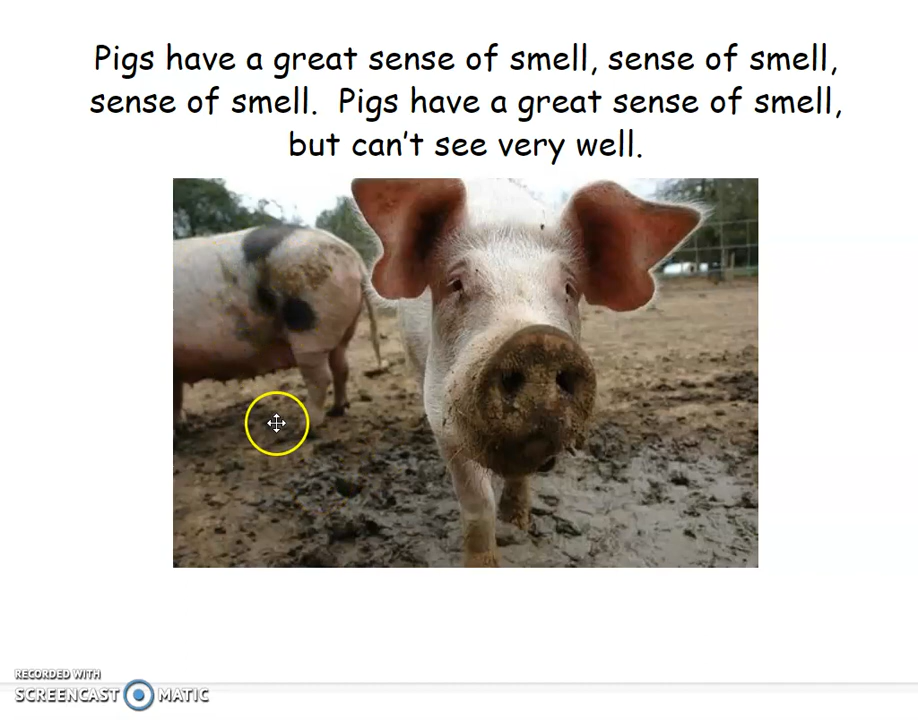 Pigs have a great sense of smell, sense of smell,
sense of smell.  Pigs have a great sense of smell,
but can't see very well.
RECORDED WITH
SCREENCAST MATIC